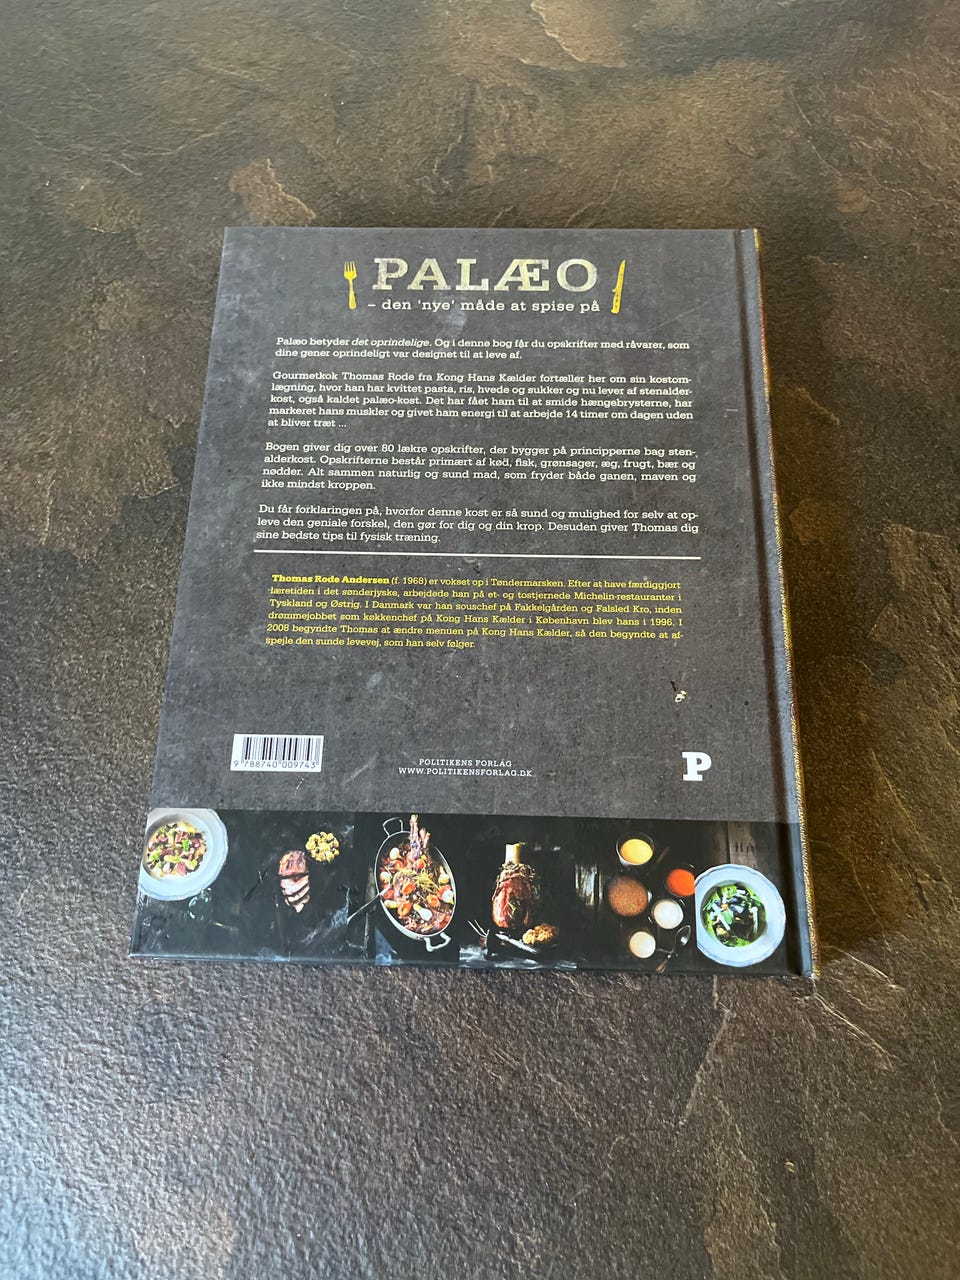 PALÆO
– den 'nye' måde at spise på
Palæo betyder det oprindelige. Og i denne bog får du opskrifter med råvarer, som
dine gener oprindeligt var designet til at leve af.
Gourmetkok Thomas Rode fra Kong Hans Kælder fortæller her om sin kostom-
lægning, hvor han har kvittet pasta, ris, hvede og sukker og nu lever af stenalder-
kost, også kaldet palæo-kost. Det har fået ham til at smide hængebrysterne, har
markeret hans muskler og givet ham energi til at arbejde 14 timer om dagen uden
at bliver træt ...
Bogen giver dig over 80 lækre opskrifter, der bygger på principperne bag sten-
alderkost. Opskrifterne består primært af kød, fisk, grønsager, æg, frugt, bær og
nødder. Alt sammen naturlig og sund mad, som fryder både ganen, maven og
ikke mindst kroppen.
Du får forklaringen på, hvorfor denne kost er så sund og mulighed for selv at op-
leve den geniale forskel, den gør for dig og din krop. Desuden giver Thomas dig
sine bedste tips til fysisk træning.
Thomas Rode Andersen (f. 1968) er vokset op i Tøndermarsken. Efter at have færdiggjort
læretiden i det sønderjyske, arbejdede han på et- og tostjernede Michelin-restauranter i
Tyskland og Østrig. I Danmark var han souschef på Fakkelgården og Falsled Kro, inden
drømmejobbet som køkkenchef på Kong Hans Kælder i København blev hans i 1996. I
2008 begyndte Thomas at ændre menuen på Kong Hans Kælder, så den begyndte at af-
spejle den sunde levevej, som han selv følger.
9 788740 009743
POLITIKENS FORLAG
WWW.POLITIKENSFORLAG.DK
P